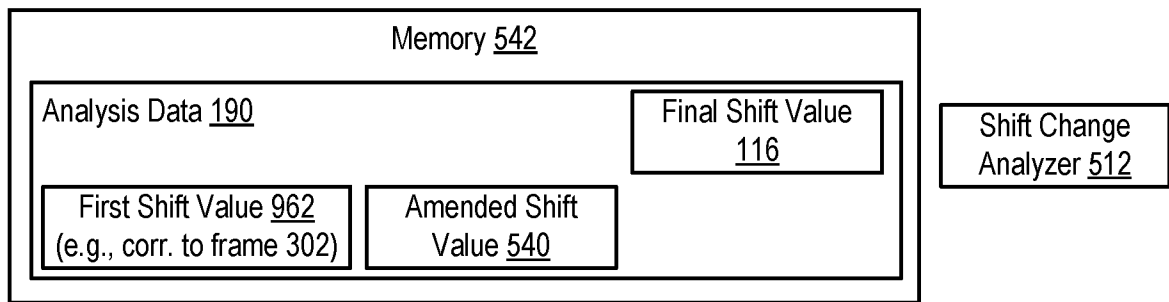 Memory 542
Analysis Data 190
Final Shift Value
116
First Shift Value 962
(e.g., corr. to frame 302)
Amended Shift
Value 540
Shift Change
Analyzer 512